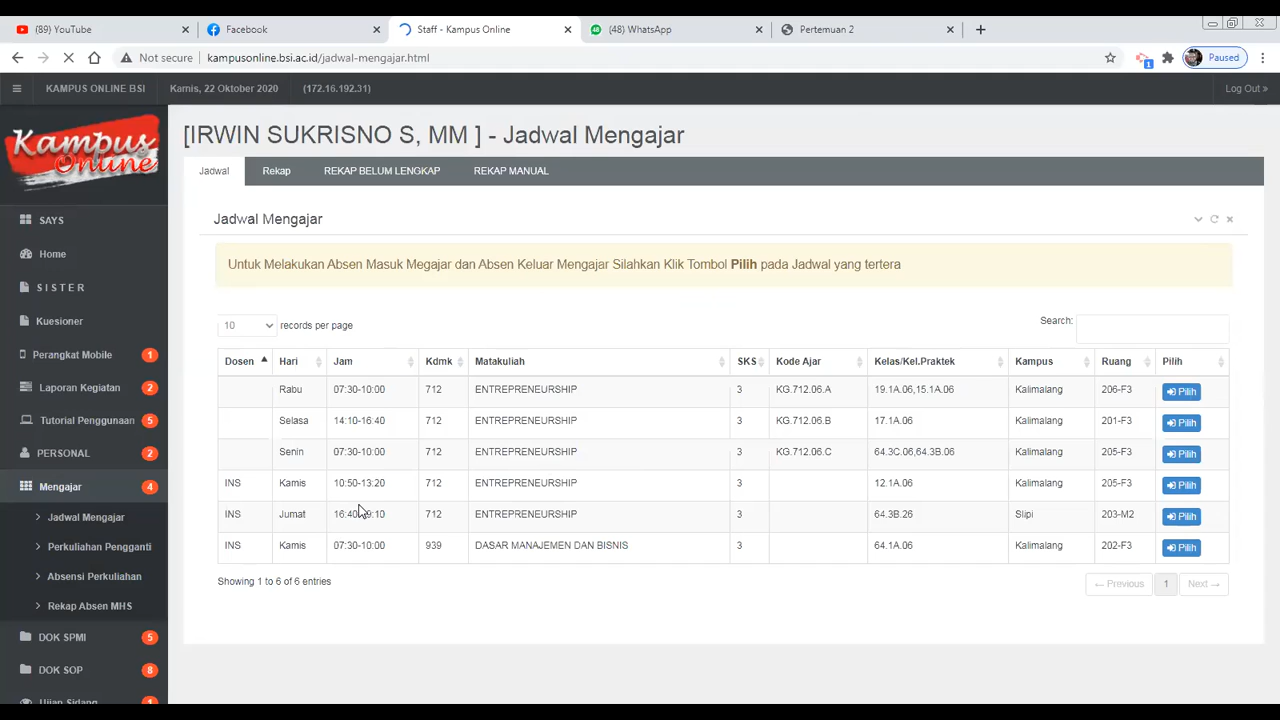 (89) YouTube
Facebook
Staff - Kampus Online
(48) WhatsApp
Pertemuan 2
Not secure
kampusonline.bsi.ac.id/jadwal-mengajar.html
1
Paused
KAMPUS ONLINE BSI
Kamis, 22 Oktober 2020
(172.16.192.31)
Log Out »
Kampus
Online
SAYS
Home
S I S T E R
Kuesioner
Perangkat Mobile 1
Laporan Kegiatan 2
Tutorial Penggunaan 5
PERSONAL 2
Mengajar 4
Jadwal Mengajar
Perkuliahan Pengganti
Absensi Perkuliahan
Rekap Absen MHS
DOK SPMI 5
DOK SOP 8
Ujian Sidang
[IRWIN SUKRISNO S, MM ] - Jadwal Mengajar
Jadwal Rekap REKAP BELUM LENGKAP REKAP MANUAL
Jadwal Mengajar
Untuk Melakukan Absen Masuk Megajar dan Absen Keluar Mengajar Silahkan Klik Tombol Pilih pada Jadwal yang tertera
10 records per page
Search:
Dosen Hari Jam Kdmk Matakuliah SKS Kode Ajar Kelas/Kel.Praktek Kampus Ruang Pilih
Rabu 07:30-10:00 712 ENTREPRENEURSHIP 3 KG.712.06.A 19.1A.06,15.1A.06 Kalimalang 206-F3 Pilih
Selasa 14:10-16:40 712 ENTREPRENEURSHIP 3 KG.712.06.B 17.1A.06 Kalimalang 201-F3 Pilih
Senin 07:30-10:00 712 ENTREPRENEURSHIP 3 KG.712.06.C 64.3C.06,64.3B.06 Kalimalang 205-F3 Pilih
INS Kamis 10:50-13:20 712 ENTREPRENEURSHIP 3 12.1A.06 Kalimalang 205-F3 Pilih
INS Jumat 712 ENTREPRENEURSHIP 3 64.3B.26 Slipi 203-M2 Pilih
INS Kamis 07:30-10:00 939 DASAR MANAJEMEN DAN BISNIS 3 64.1A.06 Kalimalang 202-F3 Pilih
Showing 1 to 6 of 6 entries
← Previous 1 Next →